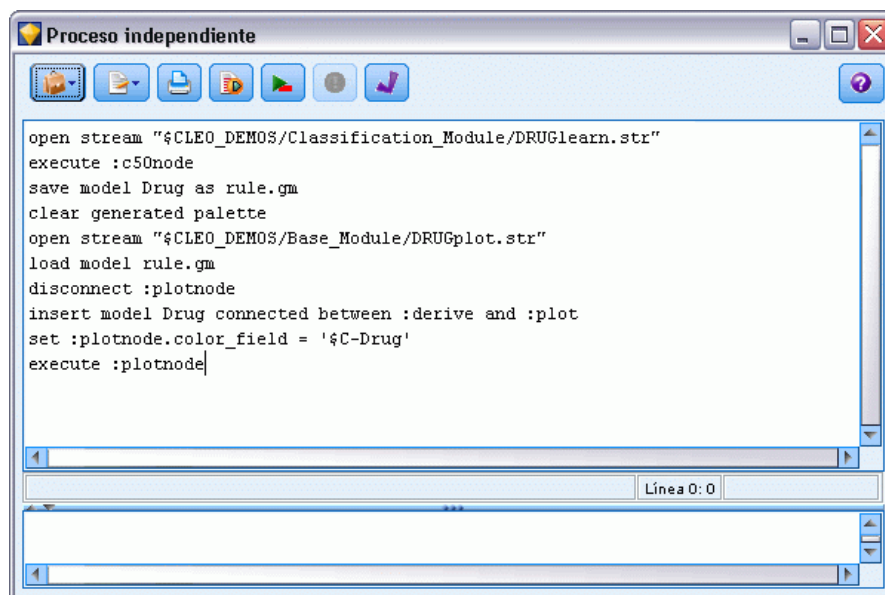 Proceso independiente
open stream "$CLEO_DEMOS/Classification_Module/DRUGlearn.str"
execute :c50node
save model Drug as rule.gm
clear generated palette
open stream "$CLEO_DEMOS/Base_Module/DRUGplot.str"
load model rule.gm
disconnect :plotnode
insert model Drug connected between :derive and :plot
set :plotnode.color_field = '$C-Drug'
execute :plotnode
Línea 0: 0